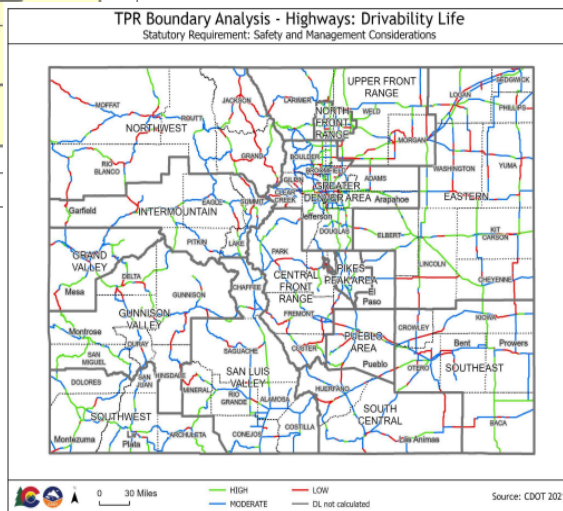 TPR Boundary Analysis - Highways: Drivability Life
Statutory Requirement: Safety and Management Considerations
UPPER FRONT
RANGE
SEDGWICK
LOGAN
PHILLIPS
MOFFAT
JACKSON
LARIMER
NORTH
FRONT
RANGE
WELD
ROUTT
NORTHWEST
MORGAN
GRAND
BOULDER
RIO
BLANCO
WASHINGTON
YUMA
BROOMFIELD
ADAMS
GILPIN
GREATER
DENVER AREA
EASTERN
CLEAR
CREEK
Arapahoe
EAGLE
SUMMIT
Garfield
INTERMOUNTAIN
Jefferson
DOUGLAS
ELBERT
KIT
CARSON
PITKIN
LAKE
PARK
GRAND
VALLEY
LINCOLN
DELTA
PIKES
PEAK AREA
CHEYENNE
CENTRAL
FRONT
RANGE
Mesa
GUNNISON
CHAFFEE
El
Paso
GUNNISON
VALLEY
FREMONT
KIOWA
Montrose
CROWLEY
PUEBLO
AREA
OURAY
SAGUACHE
CUSTER
Bent
Prowers
SAN
MIGUEL
Pueblo
OTERO
SOUTHEAST
SAN LUIS
VALLEY
DOLORES
SAN
JUAN
HINSDALE
MINERAL
HUERFANO
RIO
GRANDE
ALAMOSA
SOUTH
CENTRAL
SOUTHWEST
BACA
COSTILLA
Montezuma
La
Plata
ARCHULETA
CONEJOS
Las Animas
0 30 Miles
HIGH
LOW
MODERATE
DL not calculated
Source: CDOT 202